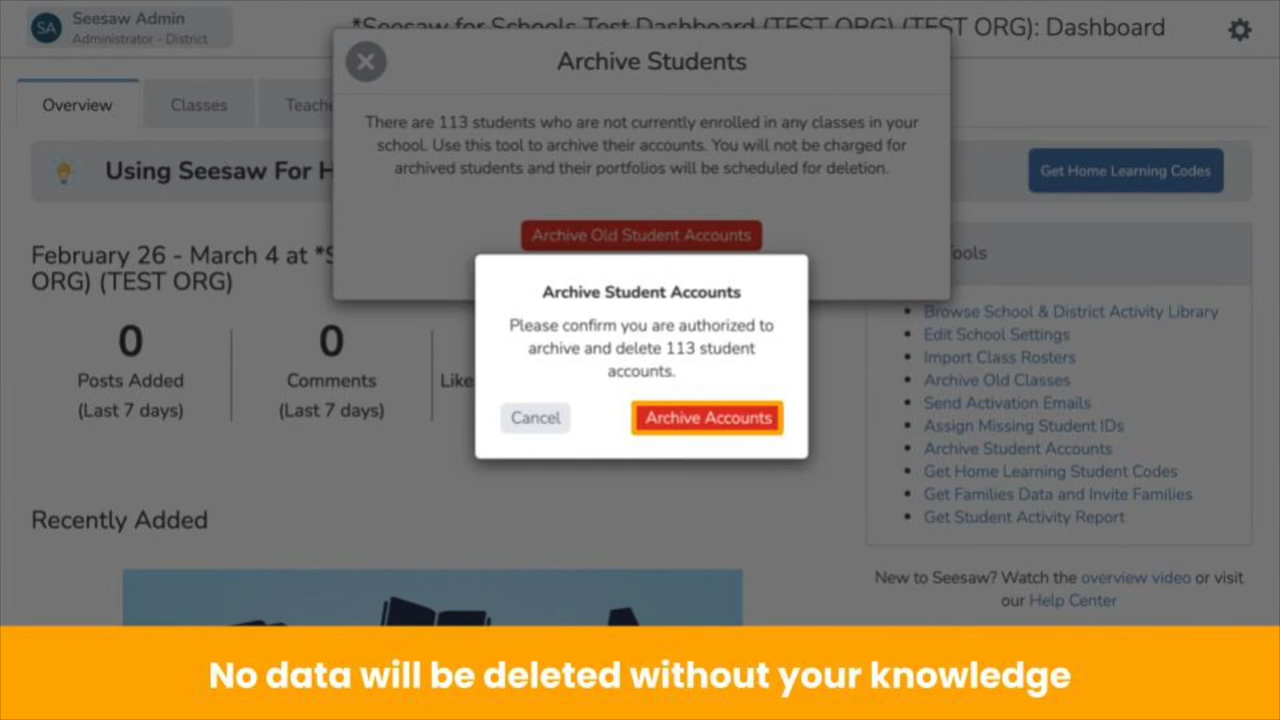 SA
Seesaw Admin
Administrator - District
*Seesaw for Schools Test Dashboard (TEST ORG) (TEST ORG): Dashboard
Archive Students
Overview
Classes
Teache
There are 113 students who are not currently enrolled in any classes in your
school. Use this tool to archive their accounts. You will not be charged for
archived students and their portfolios will be scheduled for deletion.
Using Seesaw For H
Get Home Learning Codes
Archive Old Student Accounts
February 26 - March 4 at *S
ORG) (TEST ORG)
ools
Archive Student Accounts
Please confirm you are authorized to
archive and delete 113 student
accounts.
Cancel
Archive Accounts
0
Posts Added
(Last 7 days)
0
Comments
(Last 7 days)
Like
Browse School & District Activity Library
Edit School Settings
Import Class Rosters
Archive Old Classes
Send Activation Emails
Assign Missing Student IDs
Archive Student Accounts
Get Home Learning Student Codes
Get Families Data and Invite Families
Get Student Activity Report
Recently Added
New to Seesaw? Watch the overview video or visit
our Help Center
No data will be deleted without your knowledge